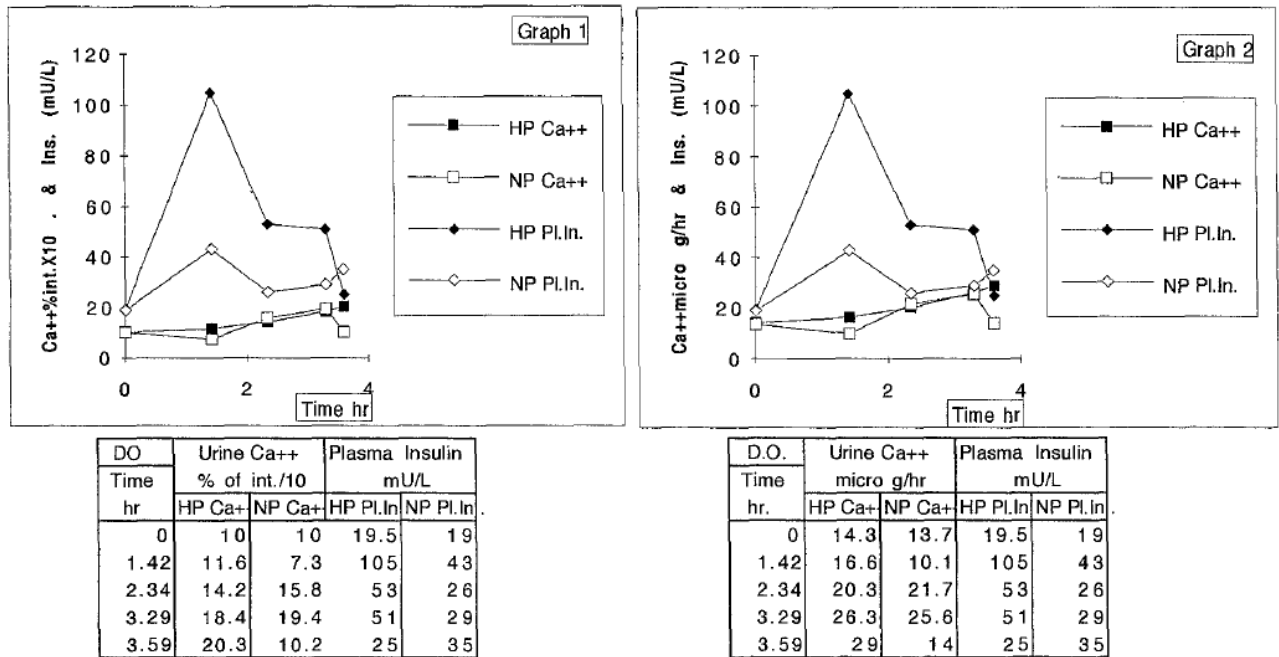 Graph 1
120
100
80
60
40
20
0
Ca++%int.X10 . & Ins. (mU/L)
0 2 4
Time hr
HP Ca++
NP Ca++
HP Pl.In.
NP Pl.In.
Graph 2
120
100
80
60
40
20
0
Ca++micro g/hr & Ins. (mU/L)
0 2 4
Time hr
HP Ca++
NP Ca++
HP Pl.In.
NP Pl.In.
DO Urine Ca++ Plasma Insulin
Time % of int./10 mU/L
hr HP Ca+ NP Ca+ HP Pl.In NP Pl.In .
0 10 10 19.5 19
1.42 11.6 7.3 105 43
2.34 14.2 15.8 53 26
3.29 18.4 19.4 51 29
3.59 20.3 10.2 25 35
D.O. Urine Ca++ Plasma Insulin
Time micro g/hr mU/L
hr. HP Ca+ NP Ca+ HP Pl.In NP Pl.In .
0 14.3 13.7 19.5 19
1.42 16.6 10.1 105 43
2.34 20.3 21.7 53 26
3.29 26.3 25.6 51 29
3.59 29 14 25 35